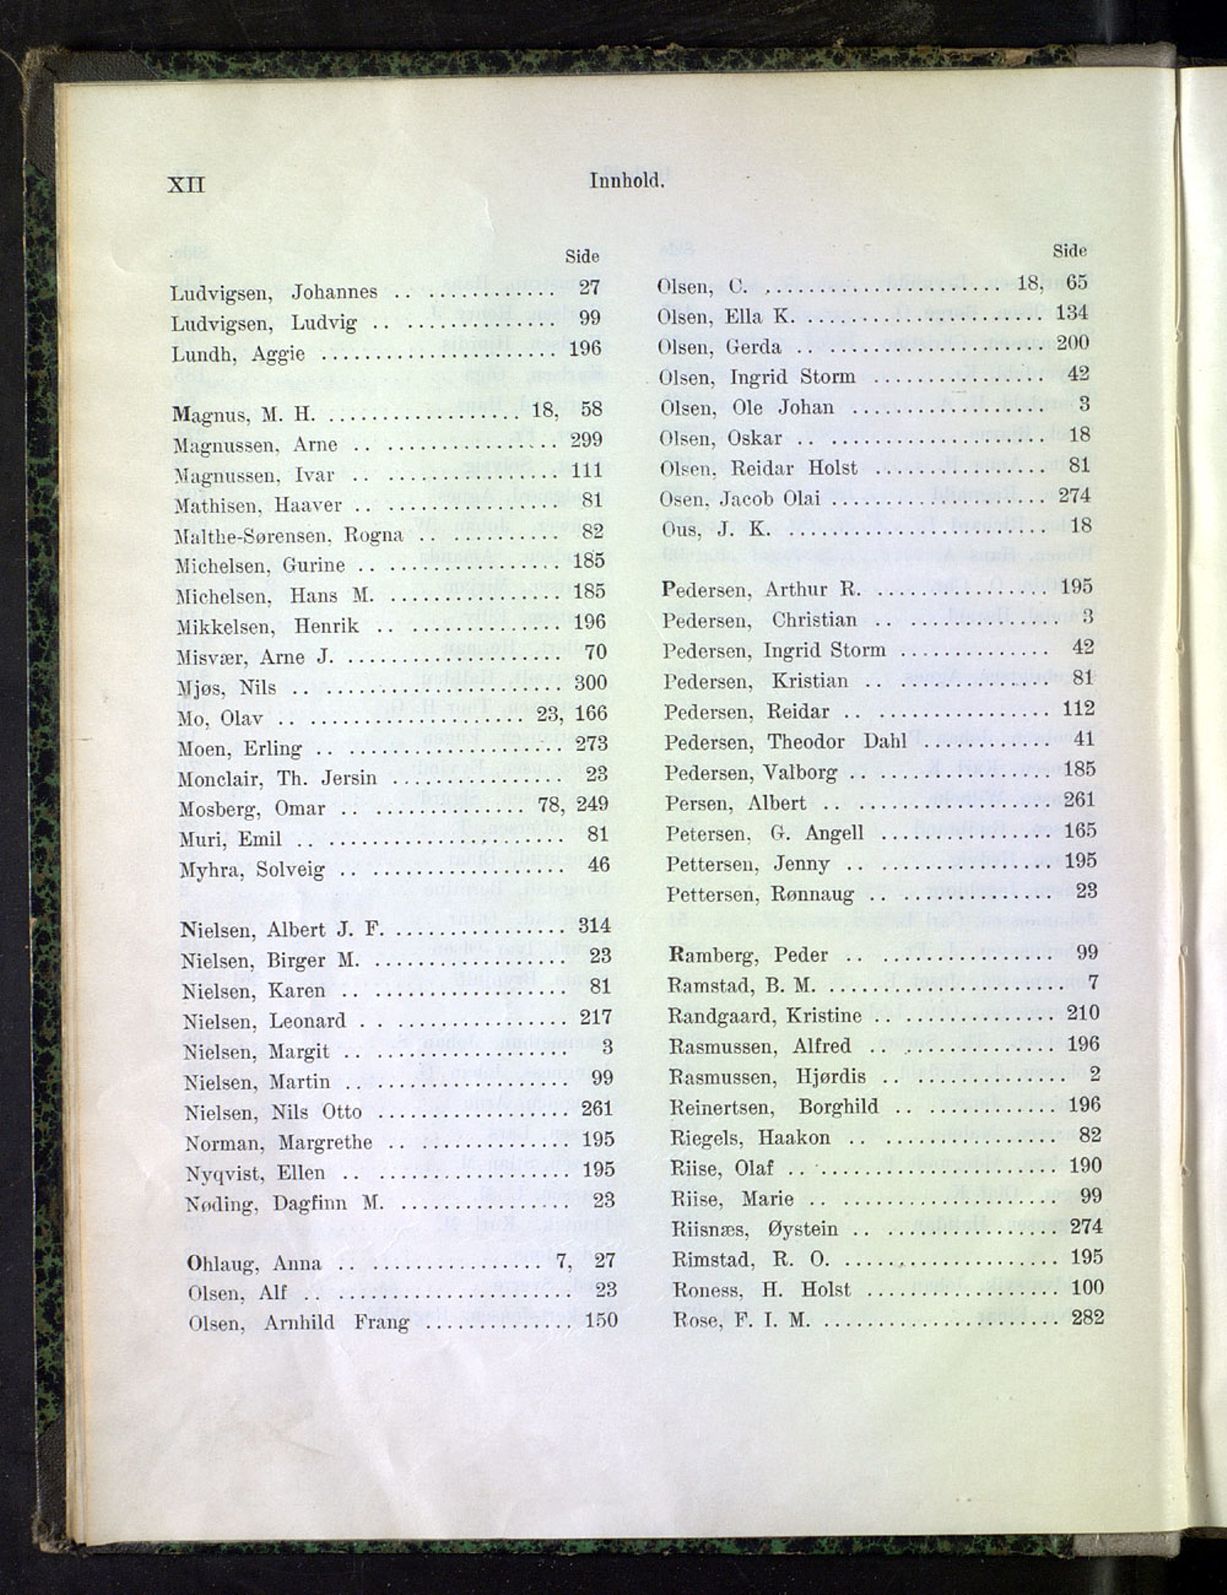 XII
Innhold.
Side
Ludvigsen, Johannes .. ............ 27
Ludvigsen, Ludvig .. .............. 99
Lundh, Aggie ...................... 196
Magnus, M. H. ................... 18, 58
Magnussen, Arne .. ................ 299
Magnussen, Ivar .. ................ 111
Mathisen, Haaver .. ............... 81
Malthe-Sørensen, Rogna .. .......... 82
Michelsen, Gurine .. .............. 185
Michelsen, Hans M. ................ 185
Mikkelsen, Henrik .. .............. 196
Misvær, Arne J. ................... 70
Mjøs, Nils .. ..................... 300
Mo, Olav .. .................... 23, 166
Moen, Erling .. ................... 273
Monclair, Th. Jersin ................ 23
Mosberg, Omar .. ............... 78, 249
Muri, Emil .. ..................... 81
Myhra, Solveig .. ................. 46
Nielsen, Albert J. F. ................ 314
Nielsen, Birger M. .................. 23
Nielsen, Karen .. .................. 81
Nielsen, Leonard . . ................ 217
Nielsen, Margit .. .................. 3
Nielsen, Martin .. .................. 99
Nielsen, Nils Otto .................. 261
Norman, Margrethe .. .............. 195
Nyqvist, Ellen .. .................. 195
Nøding, Dagfinn M. ................ 23
Ohlaug, Anna .. ................ 7, 27
Olsen, Alf .. ...................... 23
Olsen, Arnhild Frang .............. 150
Side
Olsen, C. ...................... 18, 65
Olsen, Ella K. ...................... 134
Olsen, Gerda .. .................... 200
Olsen, Ingrid Storm ................ 42
Olsen, Ole Johan .................. 3
Olsen, Oskar .. .................... 18
Olsen, Reidar Holst ................ 81
Osen, Jacob Olai .................... 274
Ous, J. K. ........................ 18
Pedersen, Arthur R. ................ 195
Pedersen, Christian .. .............. 3
Pedersen, Ingrid Storm .............. 42
Pedersen, Kristian .. .............. 81
Pedersen, Reidar .. ................ 112
Pedersen, Theodor Dahl ............ 41
Pedersen, Valborg .. ................ 185
Persen, Albert .. .................. 261
Petersen, G. Angell ................ 165
Pettersen, Jenny .. ................ 195
Pettersen, Rønnaug .. .............. 23
Ramberg, Peder .. ................ 99
Ramstad, B. M. ...................... 7
Randgaard, Kristine .. .............. 210
Rasmussen, Alfred .. .............. 196
Rasmussen, Hjørdis .. .............. 2
Reinertsen, Borghild .. ............ 196
Riegels, Haakon .. ................ 82
Riise, Olaf .. ...................... 190
Riise, Marie .. .................... 99
Riisnæs, Øystein .. ................ 274
Rimstad, R. O. .................... 195
Roness, H. Holst .................. 100
Rose, F. I. M. ...................... 282